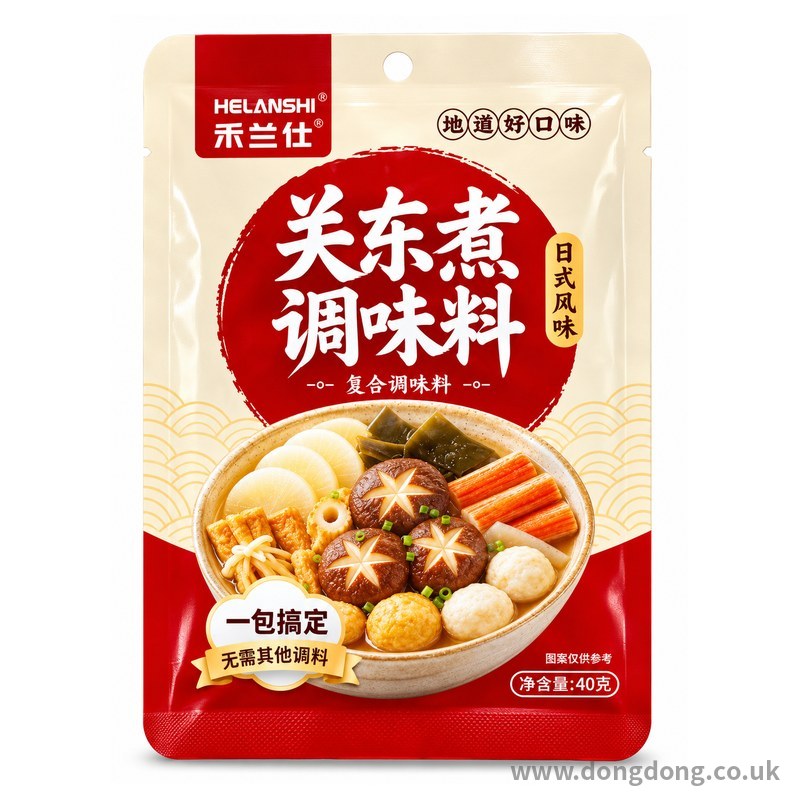 HELANSHI®
禾兰仕®
地道好口味
关东煮
调味料
日式风味
复合调味料
一包搞定
无需其他调料
图案仅供参考
净含量:40克
www.dongdong.co.uk